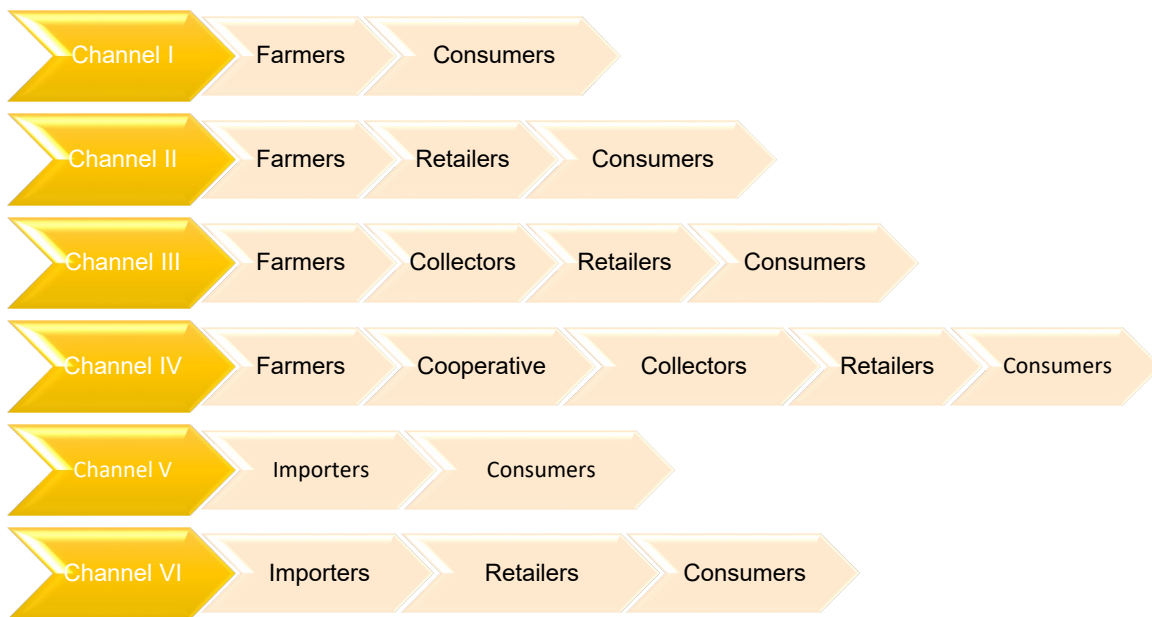 Channel I Farmers Consumers
Channel II Farmers Retailers Consumers
Channel III Farmers Collectors Retailers Consumers
Channel IV Farmers Cooperative Collectors Retailers Consumers
Channel V Importers Consumers
Channel VI Importers Retailers Consumers